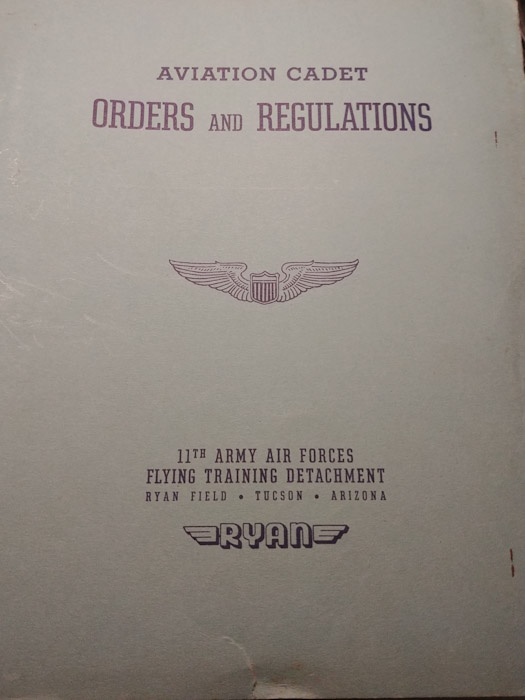 AVIATION CADET
ORDERS AND REGULATIONS
11TH ARMY AIR FORCES
FLYING TRAINING DETACHMENT
RYAN FIELD • TUCSON • ARIZONA
RYAN